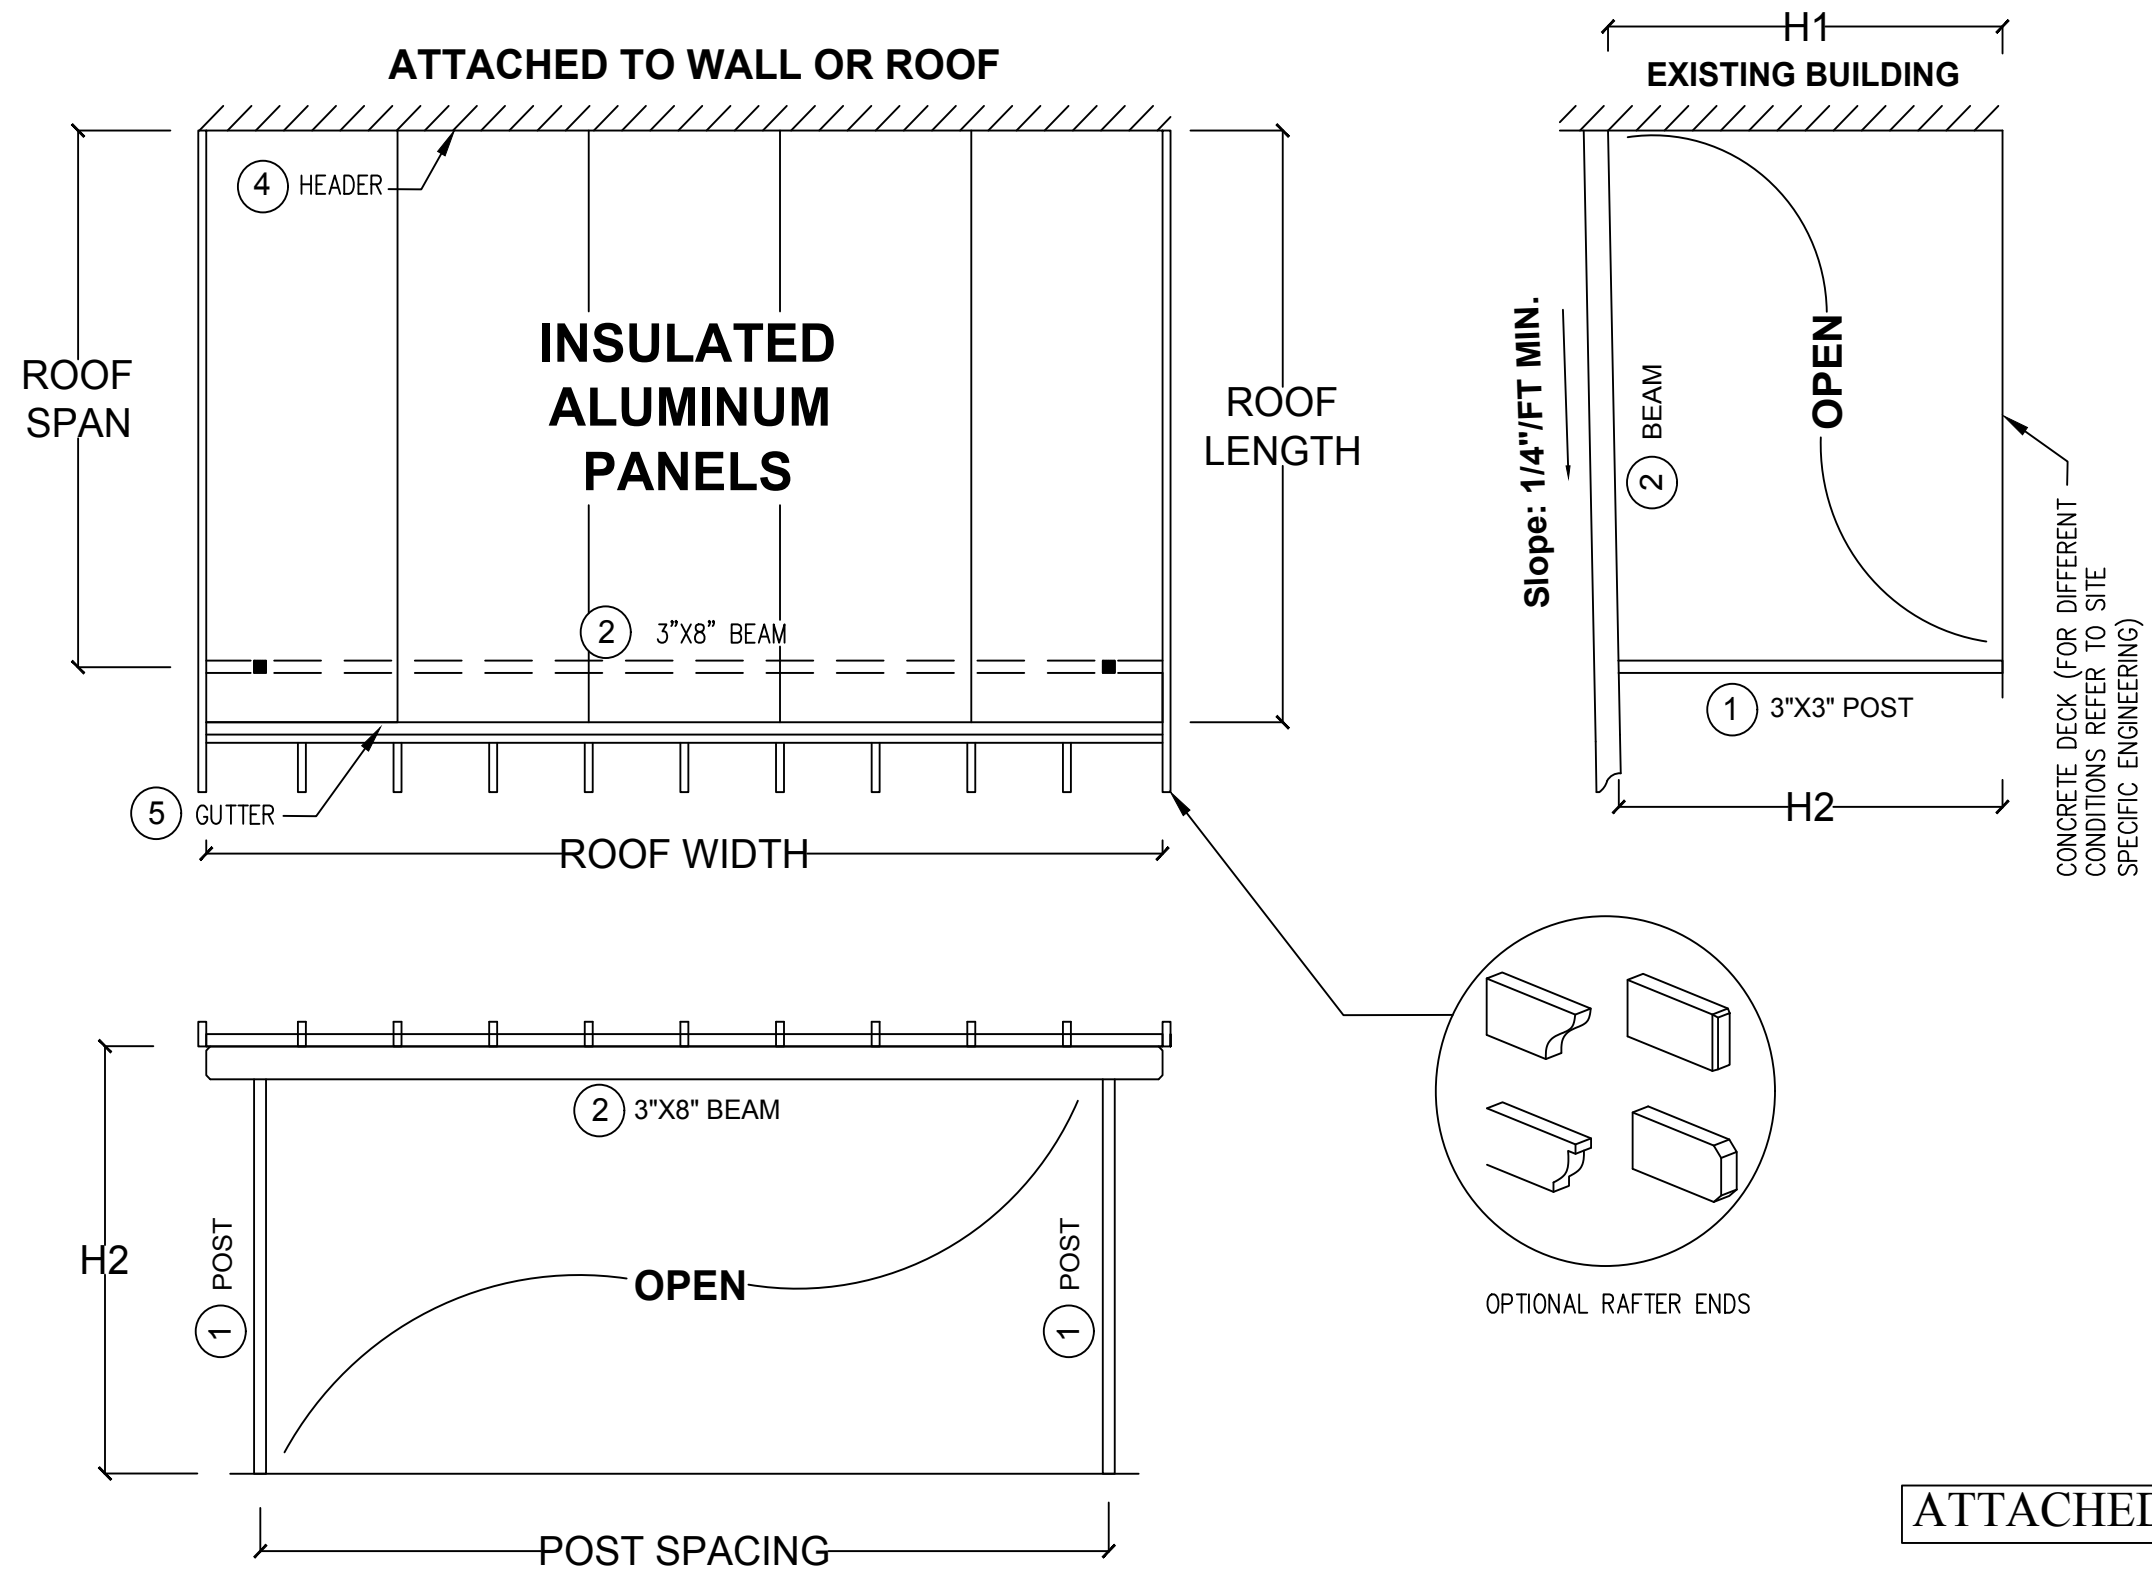 ATTACHED TO WALL OR ROOF
4 HEADER
ROOF
SPAN
INSULATED
ALUMINUM
PANELS
ROOF
LENGTH
2 3”X8” BEAM
5 GUTTER
ROOF WIDTH
H1
EXISTING BUILDING
Slope: 1/4"/FT MIN.
2 BEAM
OPEN
1 3"X3" POST
H2
CONCRETE DECK (FOR DIFFERENT
CONDITIONS REFER TO SITE
SPECIFIC ENGINEERING)
2 3"X8" BEAM
H2
1 POST
OPEN
1 POST
POST SPACING
OPTIONAL RAFTER ENDS
ATTACHED